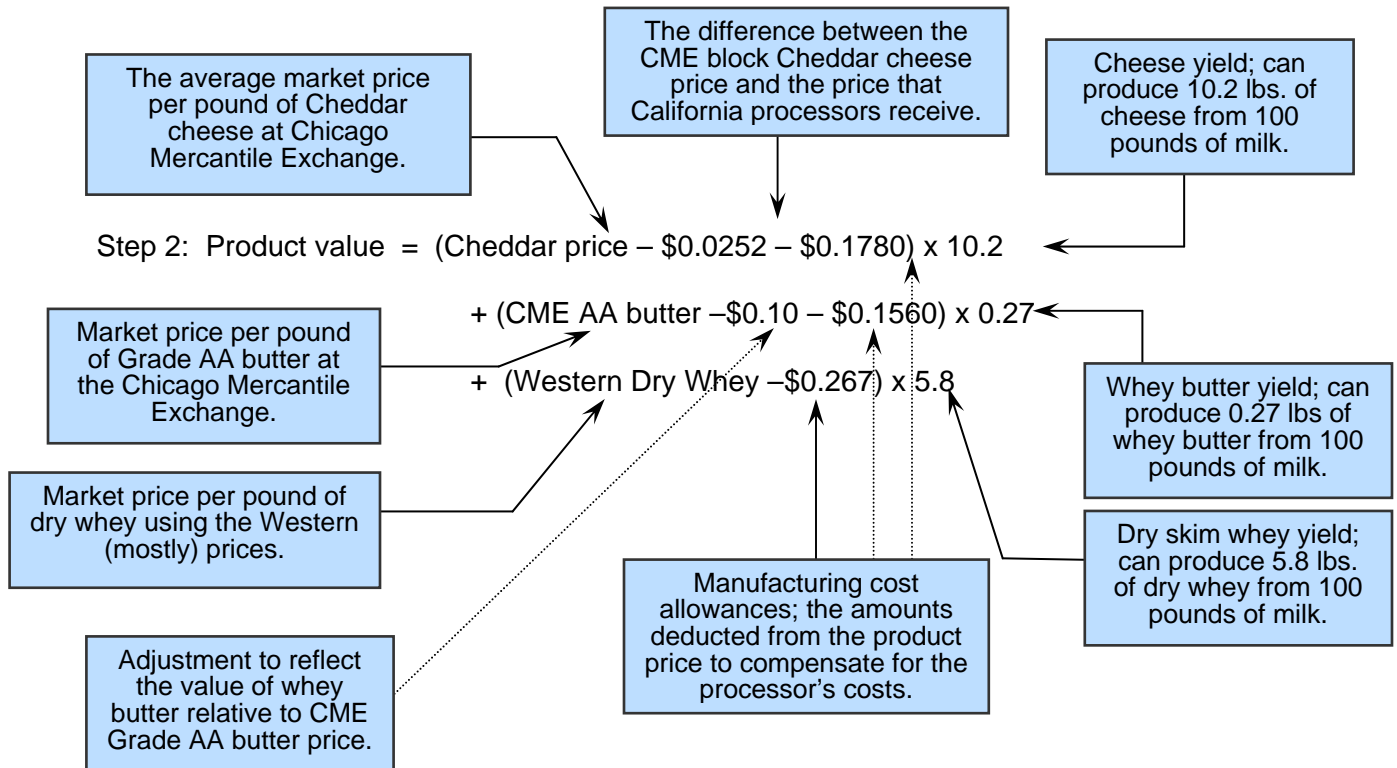 The average market price
per pound of Cheddar
cheese at Chicago
Mercantile Exchange.
The difference between the
CME block Cheddar cheese
price and the price that
California processors receive.
Cheese yield; can
produce 10.2 lbs. of
cheese from 100
pounds of milk.
Step 2: Product value = (Cheddar price – $0.0252 – $0.1780) x 10.2
+ (CME AA butter –$0.10 – $0.1560) x 0.27
+ (Western Dry Whey –$0.267) x 5.8
Market price per pound
of Grade AA butter at
the Chicago Mercantile
Exchange.
Whey butter yield; can
produce 0.27 lbs of
whey butter from 100
pounds of milk.
Market price per pound of
dry whey using the Western
(mostly) prices.
Dry skim whey yield;
can produce 5.8 lbs.
of dry whey from 100
pounds of milk.
Manufacturing cost
allowances; the amounts
deducted from the product
price to compensate for the
processor's costs.
Adjustment to reflect
the value of whey
butter relative to CME
Grade AA butter price.